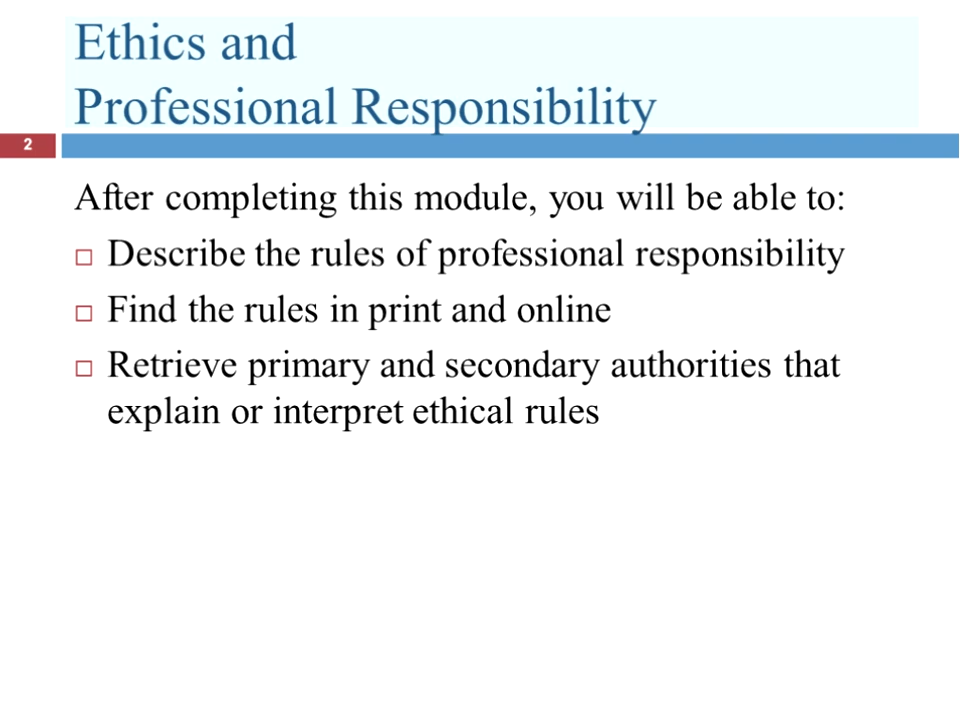 Ethics and
Professional Responsibility
2
After completing this module, you will be able to:
Describe the rules of professional responsibility
Find the rules in print and online
Retrieve primary and secondary authorities that
explain or interpret ethical rules